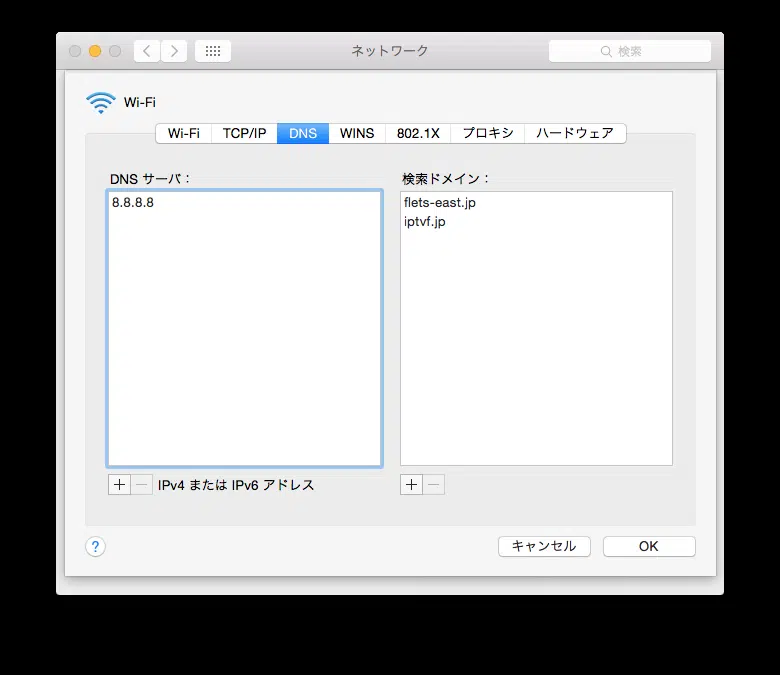 ネットワーク
検索
Wi-Fi
Wi-Fi TCP/IP DNS WINS 802.1X プロキシ ハードウェア
DNS サーバ：
検索ドメイン：
8.8.8.8
flets-east.jp
iptvf.jp
+ − IPv4 または IPv6 アドレス
+ −
? キャンセル OK